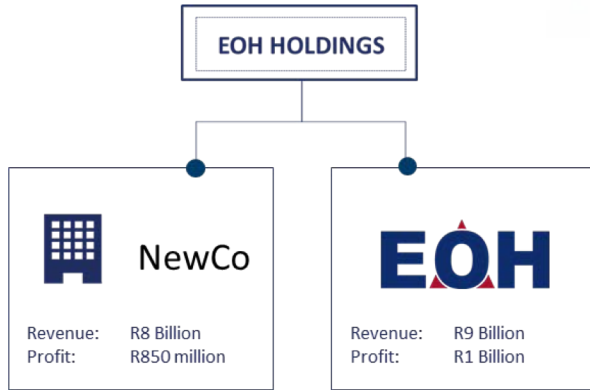 EOH HOLDINGS
NewCo
Revenue: R8 Billion
Profit: R850 million
EOH
Revenue: R9 Billion
Profit: R1 Billion